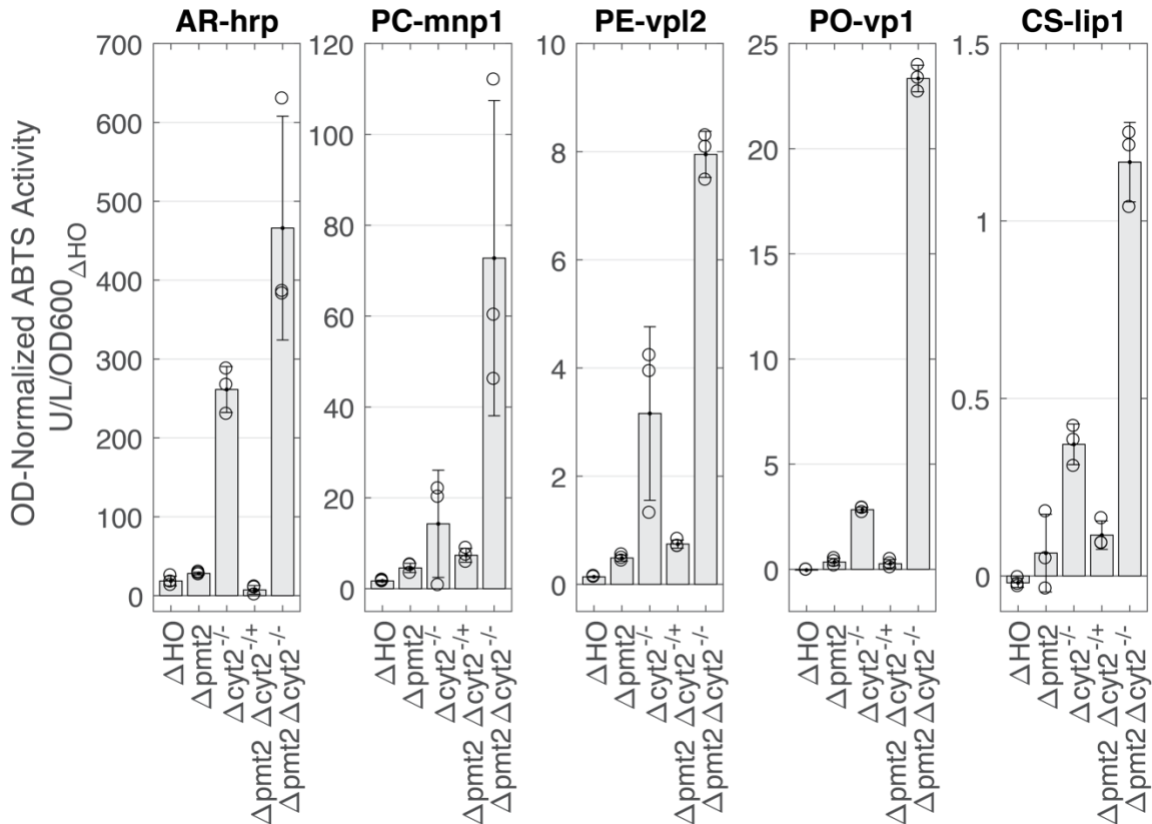 AR-hrp PC-mnp1 PE-vpl2 PO-vp1 CS-lip1
OD-Normalized ABTS Activity
U/L/OD600ΔHO
700
600
500
400
300
200
100
0
120
100
80
60
40
20
0
10
8
6
4
2
0
25
20
15
10
5
0
1.5
1
0.5
0
ΔHO
Δpmt2
Δcyt2-/-
Δpmt2 Δcyt2-/+
Δpmt2 Δcyt2-/-
ΔHO
Δpmt2
Δcyt2-/-
Δpmt2 Δcyt2-/+
Δpmt2 Δcyt2-/-
ΔHO
Δpmt2
Δcyt2-/-
Δpmt2 Δcyt2-/+
Δpmt2 Δcyt2-/-
ΔHO
Δpmt2
Δcyt2-/-
Δpmt2 Δcyt2-/+
Δpmt2 Δcyt2-/-
ΔHO
Δpmt2
Δcyt2-/-
Δpmt2 Δcyt2-/+
Δpmt2 Δcyt2-/-